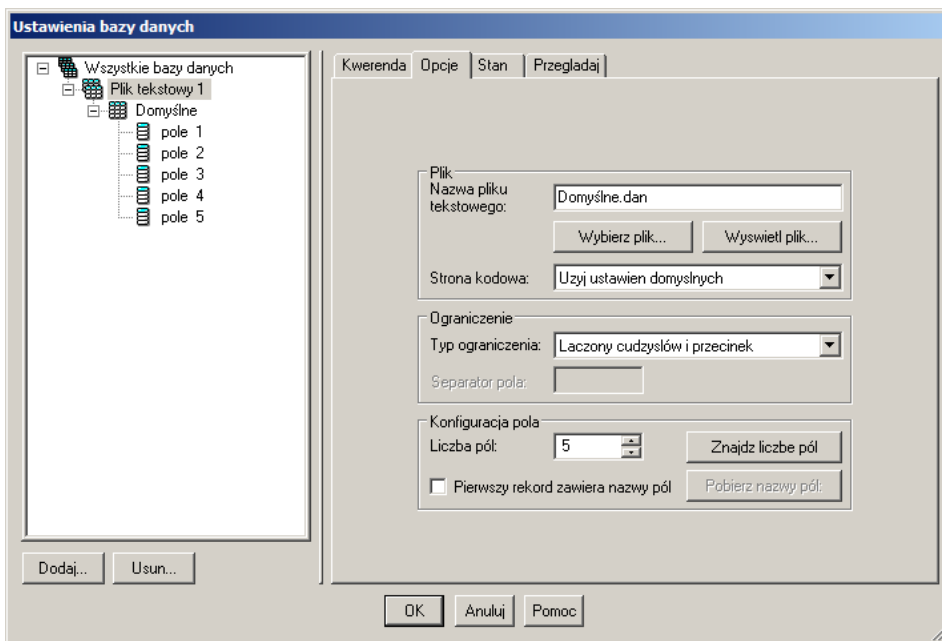 Ustawienia bazy danych
Wszystkie bazy danych
Plik tekstowy 1
Domyślne
pole 1
pole 2
pole 3
pole 4
pole 5
Dodaj...
Usun...
Kwerenda
Opcje
Stan
Przegladaj
Plik
Nazwa pliku
tekstowego:
Domyślne.dan
Wybierz plik...
Wyswietl plik...
Strona kodowa:
Uzyj ustawien domyslnych
Ograniczenie
Typ ograniczenia:
Laczony cudzyslów i przecinek
Separator pola:
Konfiguracja pola
Liczba pól:
5
Znajdz liczbe pól
Pierwszy rekord zawiera nazwy pól
Pobierz nazwy pól:
OK
Anuluj
Pomoc